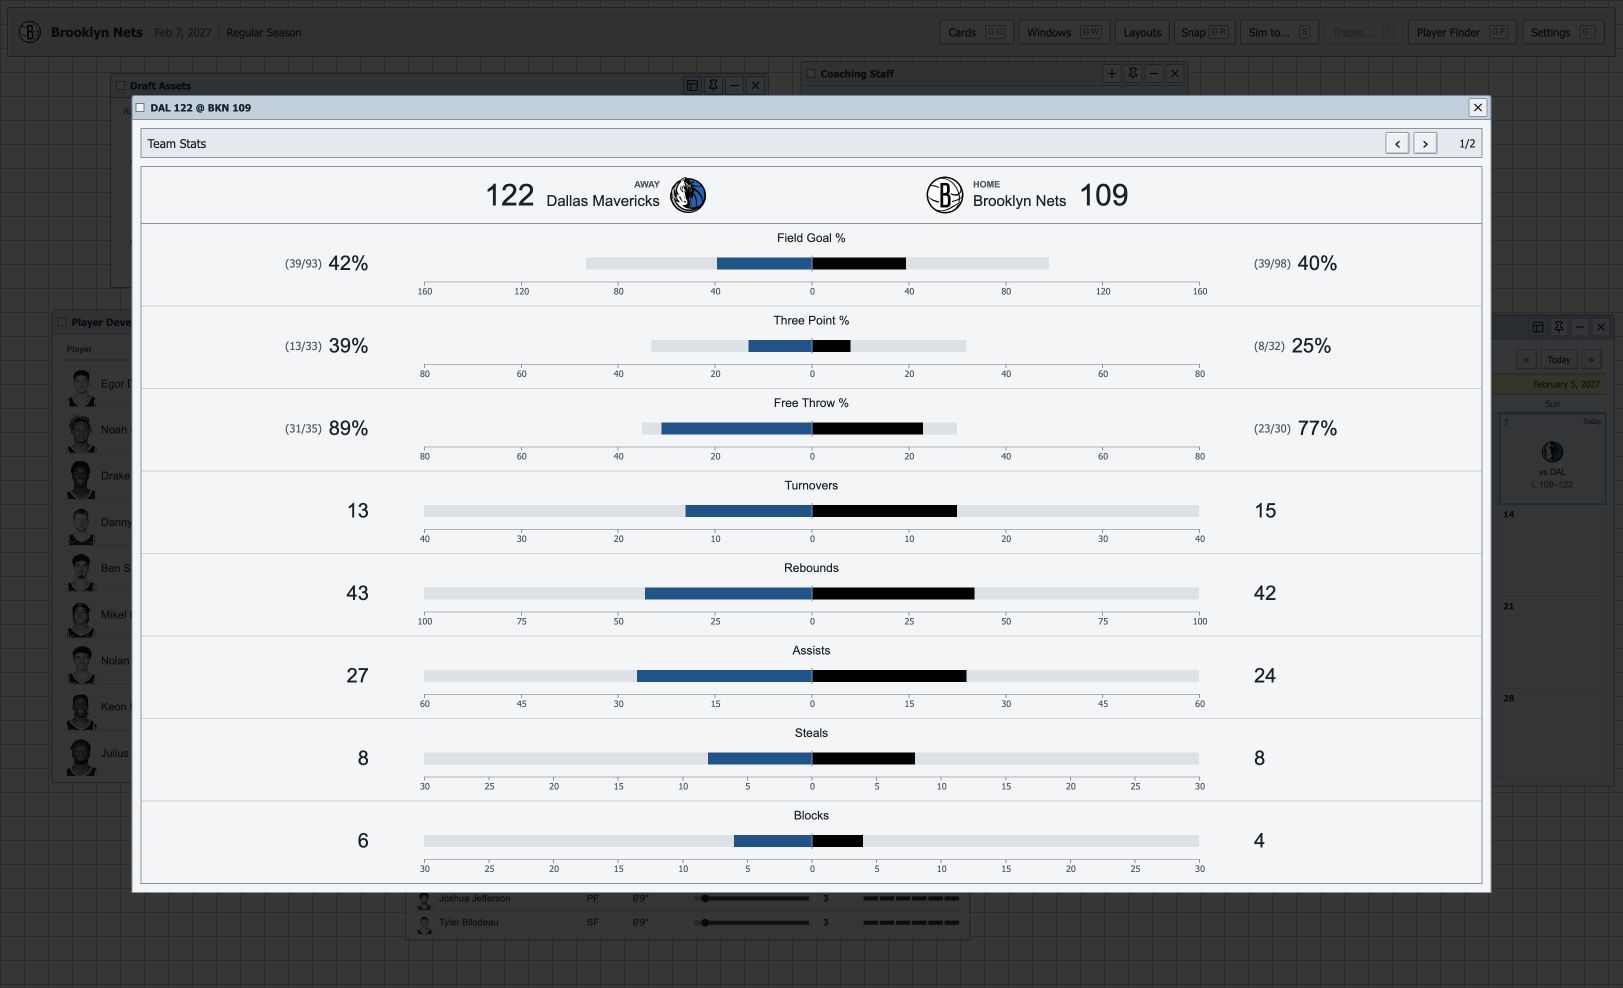 Brooklyn Nets Feb 7, 2027 Regular Season Cards G C Windows G W Layouts Snap G R Sim to... S Trades... T Player Finder G F Settings G ,
Draft Assets
Coaching Staff
DAL 122 @ BKN 109
Team Stats 1/2
122 AWAY Dallas Mavericks HOME Brooklyn Nets 109
Field Goal %
(39/93) 42% (39/98) 40%
160 120 80 40 0 40 80 120 160
Three Point %
(13/33) 39% (8/32) 25%
80 60 40 20 0 20 40 60 80
Free Throw %
(31/35) 89% (23/30) 77%
80 60 40 20 0 20 40 60 80
Turnovers
13 15
40 30 20 10 0 10 20 30 40
Rebounds
43 42
100 75 50 25 0 25 50 75 100
Assists
27 24
60 45 30 15 0 15 30 45 60
Steals
8 8
30 25 20 15 10 5 0 5 10 15 20 25 30
Blocks
6 4
30 25 20 15 10 5 0 5 10 15 20 25 30
Player Deve
Player
Egor D
Noah
Drake
Danny
Ben S
Mikel
Nolan
Keon
Julius
< Today >
February 5, 2027
Sun
7 Today
vs DAL
L 109–122
14
21
28
Joshua Jefferson PF 6'9" 3
Tyler Bilodeau SF 6'9" 3